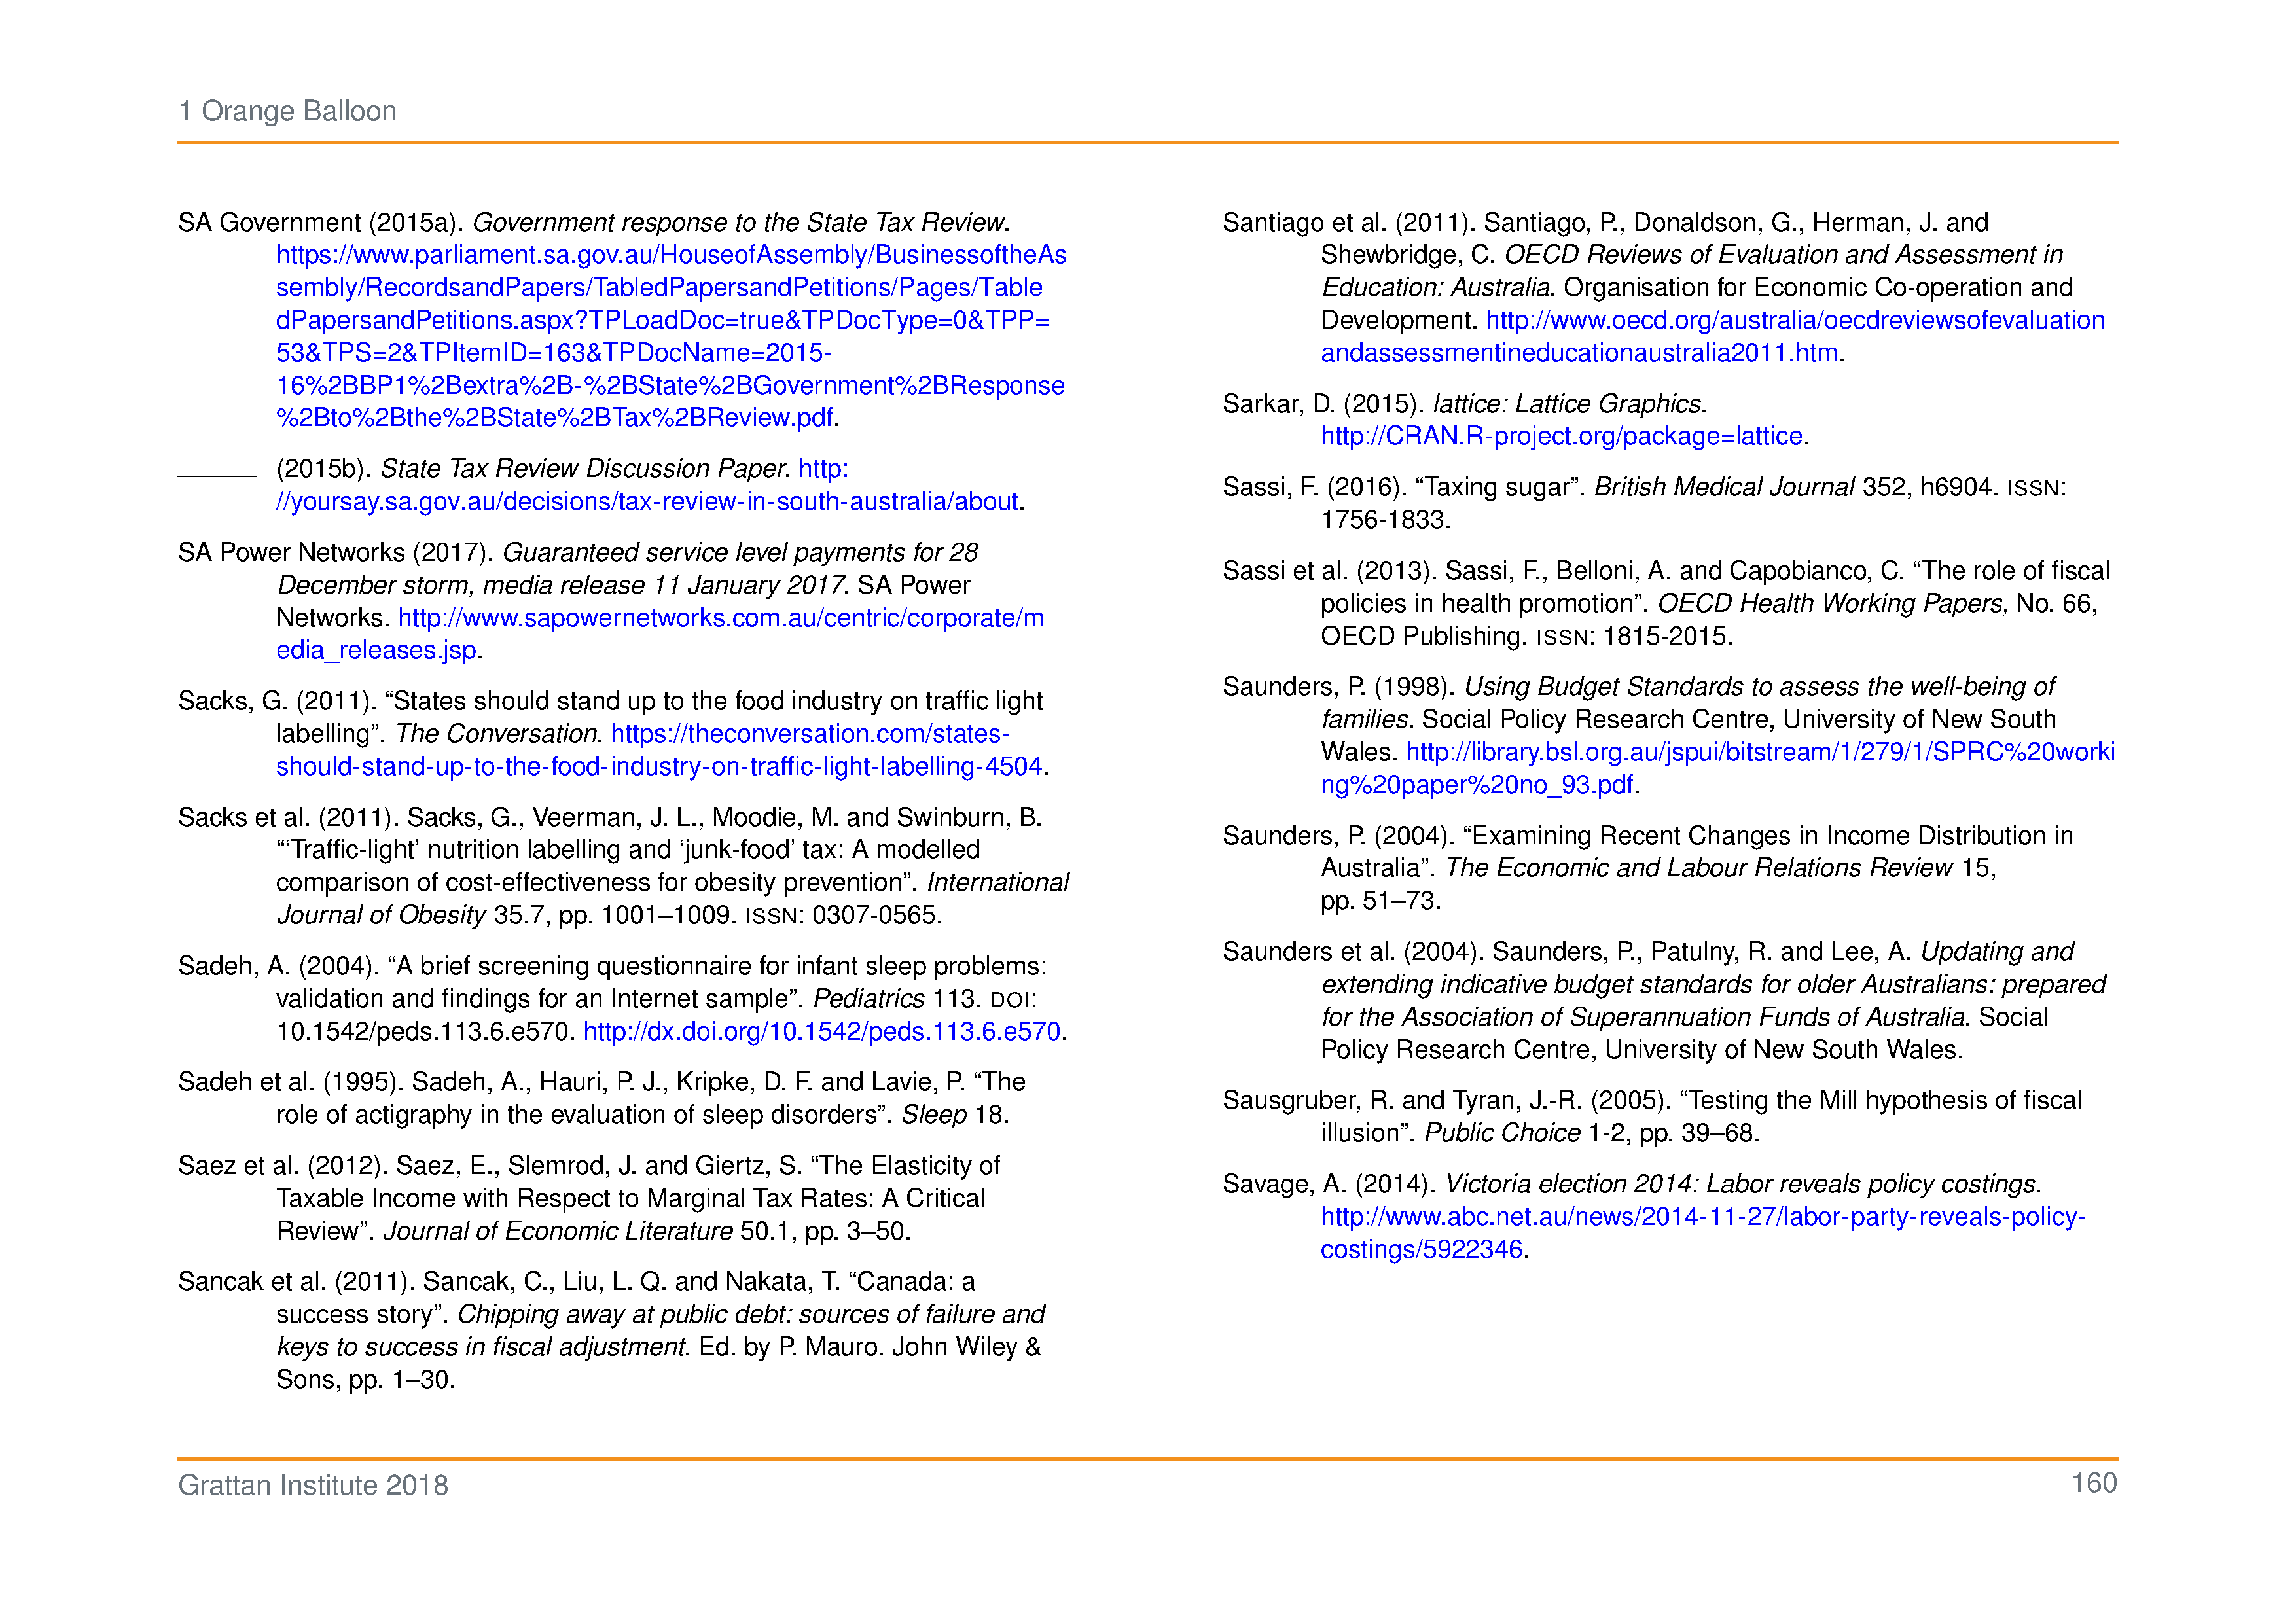 1 Orange Balloon
SA Government (2015a). Government response to the State Tax Review.
https://www.parliament.sa.gov.au/HouseofAssembly/BusinessoftheAs
sembly/RecordsandPapers/TabledPapersandPetitions/Pages/Table
dPapersandPetitions.aspx?TPLoadDoc=true&TPDocType=0&TPP=
53&TPS=2&TPItemID=163&TPDocName=2015-
16%2BBP1%2Bextra%2B-%2BState%2BGovernment%2BResponse
%2Bto%2Bthe%2BState%2BTax%2BReview.pdf.
(2015b). State Tax Review Discussion Paper. http:
//yoursay.sa.gov.au/decisions/tax-review-in-south-australia/about.
SA Power Networks (2017). Guaranteed service level payments for 28
December storm, media release 11 January 2017. SA Power
Networks. http://www.sapowernetworks.com.au/centric/corporate/m
edia_releases.jsp.
Sacks, G. (2011). “States should stand up to the food industry on traffic light
labelling”. The Conversation. https://theconversation.com/states-
should-stand-up-to-the-food-industry-on-traffic-light-labelling-4504.
Sacks et al. (2011). Sacks, G., Veerman, J. L., Moodie, M. and Swinburn, B.
“‘Traffic-light’ nutrition labelling and ‘junk-food’ tax: A modelled
comparison of cost-effectiveness for obesity prevention”. International
Journal of Obesity 35.7, pp. 1001–1009. ISSN: 0307-0565.
Sadeh, A. (2004). “A brief screening questionnaire for infant sleep problems:
validation and findings for an Internet sample”. Pediatrics 113. DOI:
10.1542/peds.113.6.e570. http://dx.doi.org/10.1542/peds.113.6.e570.
Sadeh et al. (1995). Sadeh, A., Hauri, P. J., Kripke, D. F. and Lavie, P. “The
role of actigraphy in the evaluation of sleep disorders”. Sleep 18.
Saez et al. (2012). Saez, E., Slemrod, J. and Giertz, S. “The Elasticity of
Taxable Income with Respect to Marginal Tax Rates: A Critical
Review”. Journal of Economic Literature 50.1, pp. 3–50.
Sancak et al. (2011). Sancak, C., Liu, L. Q. and Nakata, T. “Canada: a
success story”. Chipping away at public debt: sources of failure and
keys to success in fiscal adjustment. Ed. by P. Mauro. John Wiley &
Sons, pp. 1–30.
Santiago et al. (2011). Santiago, P., Donaldson, G., Herman, J. and
Shewbridge, C. OECD Reviews of Evaluation and Assessment in
Education: Australia. Organisation for Economic Co-operation and
Development. http://www.oecd.org/australia/oecdreviewsofevaluation
andassessmentineducationaustralia2011.htm.
Sarkar, D. (2015). lattice: Lattice Graphics.
http://CRAN.R-project.org/package=lattice.
Sassi, F. (2016). “Taxing sugar”. British Medical Journal 352, h6904. ISSN:
1756-1833.
Sassi et al. (2013). Sassi, F., Belloni, A. and Capobianco, C. “The role of fiscal
policies in health promotion”. OECD Health Working Papers, No. 66,
OECD Publishing. ISSN: 1815-2015.
Saunders, P. (1998). Using Budget Standards to assess the well-being of
families. Social Policy Research Centre, University of New South
Wales. http://library.bsl.org.au/jspui/bitstream/1/279/1/SPRC%20worki
ng%20paper%20no_93.pdf.
Saunders, P. (2004). “Examining Recent Changes in Income Distribution in
Australia”. The Economic and Labour Relations Review 15,
pp. 51–73.
Saunders et al. (2004). Saunders, P., Patulny, R. and Lee, A. Updating and
extending indicative budget standards for older Australians: prepared
for the Association of Superannuation Funds of Australia. Social
Policy Research Centre, University of New South Wales.
Sausgruber, R. and Tyran, J.-R. (2005). “Testing the Mill hypothesis of fiscal
illusion”. Public Choice 1-2, pp. 39–68.
Savage, A. (2014). Victoria election 2014: Labor reveals policy costings.
http://www.abc.net.au/news/2014-11-27/labor-party-reveals-policy-
costings/5922346.
Grattan Institute 2018
160